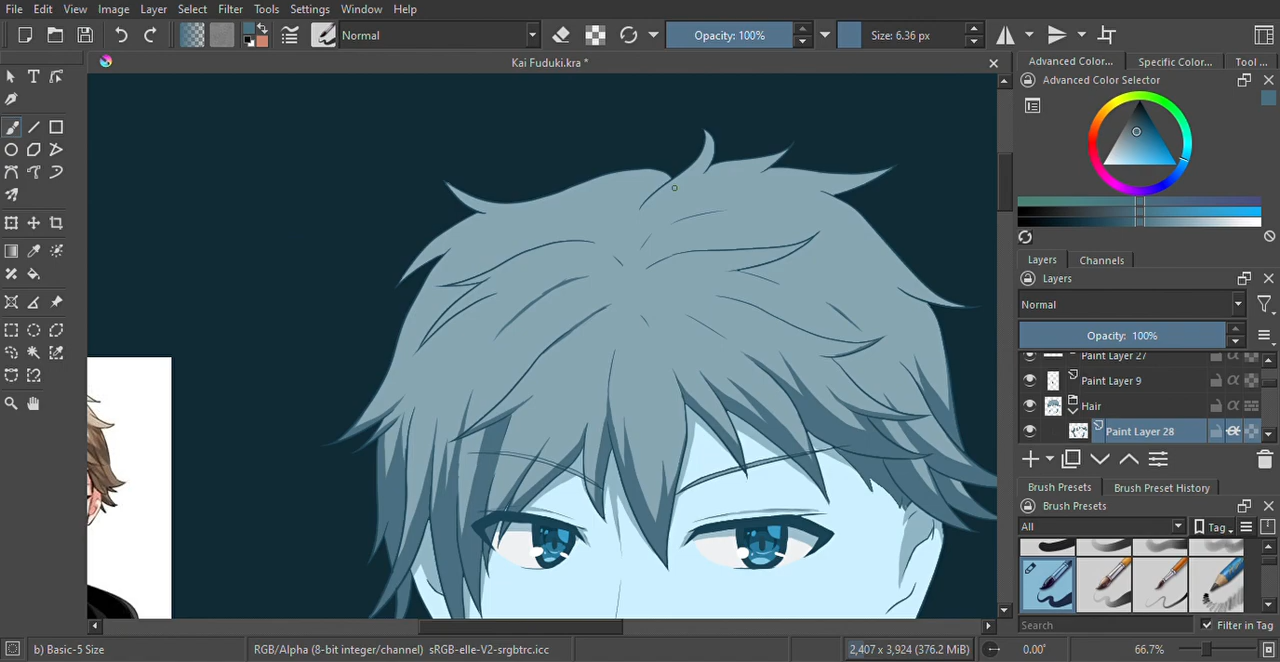 File Edit View Image Layer Select Filter Tools Settings Window Help
Normal Opacity: 100% Size: 6.36 px
Kai Fuduki.kra *
Advanced Color... Specific Color... Tool ...
Advanced Color Selector
Layers Channels
Layers
Normal
Opacity: 100%
Paint Layer 27
Paint Layer 9
Hair
Paint Layer 28
Brush Presets Brush Preset History
Brush Presets
All Tag
Search Filter in Tag
b) Basic-5 Size RGB/Alpha (8-bit integer/channel) sRGB-elle-V2-srgbtrc.icc 2,407 x 3,924 (376.2 MiB) 0.00° 66.7%